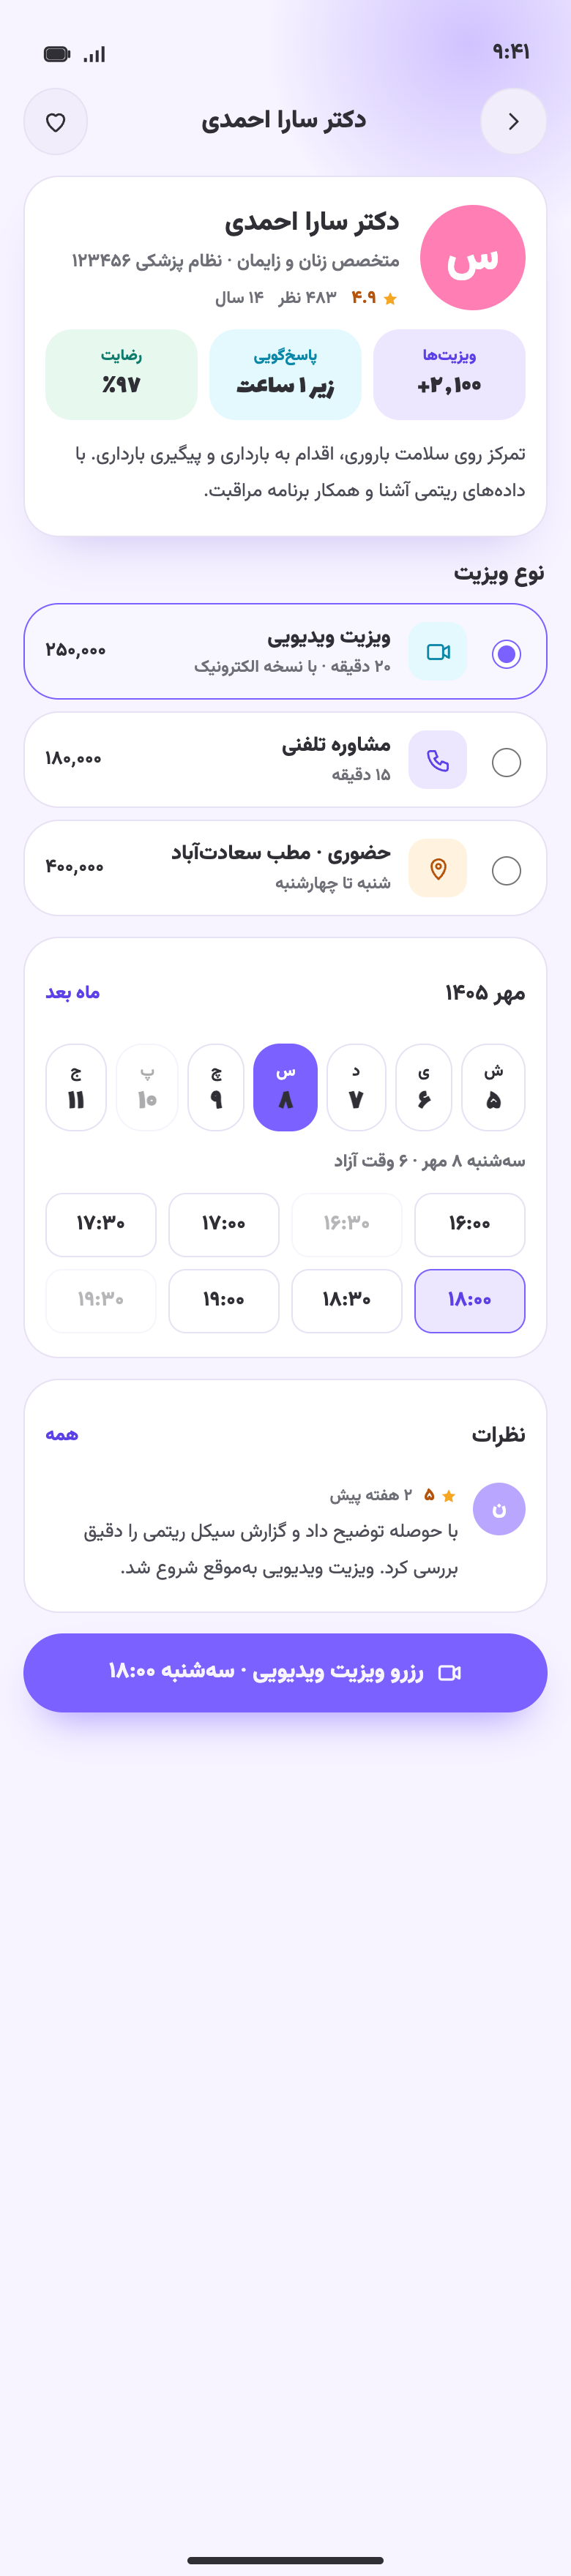 ۹:۴۱
دکتر سارا احمدی
س
دکتر سارا احمدی
متخصص زنان و زایمان · نظام پزشکی ۱۲۳۴۵۶
۴.۹ ۴۸۳ نظر ۱۴ سال
ویزیت‌ها
۲,۱۰۰+
پاسخ‌گویی
زیر ۱ ساعت
رضایت
۹۷٪
تمرکز روی سلامت باروری، اقدام به بارداری و پیگیری بارداری. با
داده‌های ریتمی آشنا و همکار برنامه مراقبت.
نوع ویزیت
ویزیت ویدیویی
۲۰ دقیقه · با نسخه الکترونیک
۲۵۰,۰۰۰
مشاوره تلفنی
۱۵ دقیقه
۱۸۰,۰۰۰
حضوری · مطب سعادت‌آباد
شنبه تا چهارشنبه
۴۰۰,۰۰۰
مهر ۱۴۰۵ ماه بعد
ش ی د س چ پ ج
۵ ۶ ۷ ۸ ۹ ۱۰ ۱۱
سه‌شنبه ۸ مهر · ۶ وقت آزاد
۱۶:۰۰ ۱۶:۳۰ ۱۷:۰۰ ۱۷:۳۰
۱۸:۰۰ ۱۸:۳۰ ۱۹:۰۰ ۱۹:۳۰
نظرات همه
ن
۵ ۲ هفته پیش
با حوصله توضیح داد و گزارش سیکل ریتمی را دقیق
بررسی کرد. ویزیت ویدیویی به‌موقع شروع شد.
رزرو ویزیت ویدیویی · سه‌شنبه ۱۸:۰۰